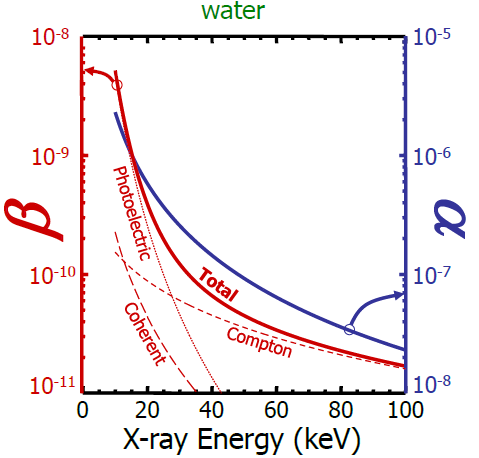 water
10⁻⁸
10⁻⁵
10⁻⁹
10⁻⁶
Photoelectric
β
α
10⁻¹⁰
Total
10⁻⁷
Coherent
Compton
10⁻¹¹
10⁻⁸
0 20 40 60 80 100
X-ray Energy (keV)